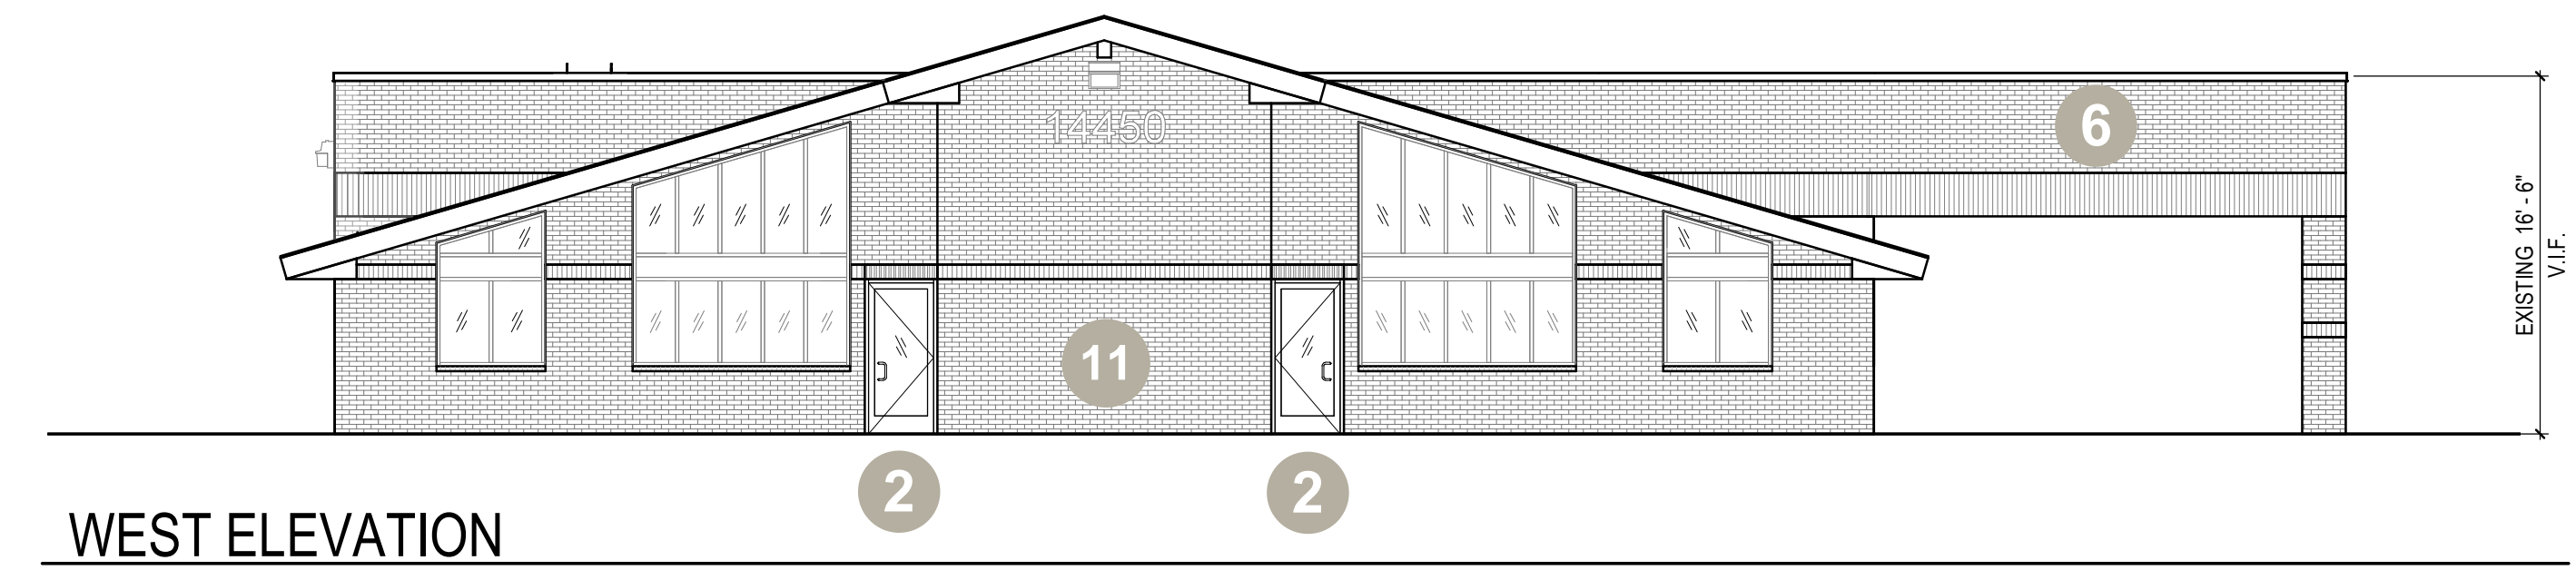 14450
6
EXISTING 16' - 6"
V.I.F.
11
2
2
WEST ELEVATION